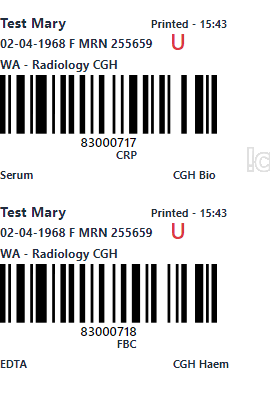 Test Mary Printed - 15:43
02-04-1968 F MRN 255659 U
WA - Radiology CGH
83000717
CRP
Serum CGH Bio
Test Mary Printed - 15:43
02-04-1968 F MRN 255659 U
WA - Radiology CGH
83000718
FBC
EDTA CGH Haem